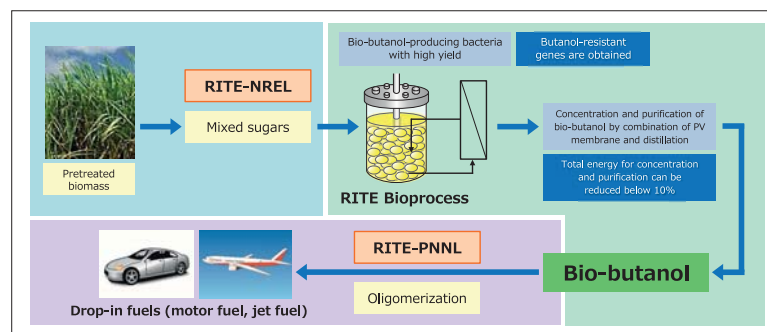 Bio-butanol-producing bacteria
with high yield
Butanol-resistant
genes are obtained
RITE-NREL
Mixed sugars
Pretreated
biomass
RITE Bioprocess
Concentration and purification of
bio-butanol by combination of PV
membrane and distillation
Total energy for concentration
and purification can be
reduced below 10%
RITE-PNNL
Oligomerization
Bio-butanol
Drop-in fuels (motor fuel, jet fuel)